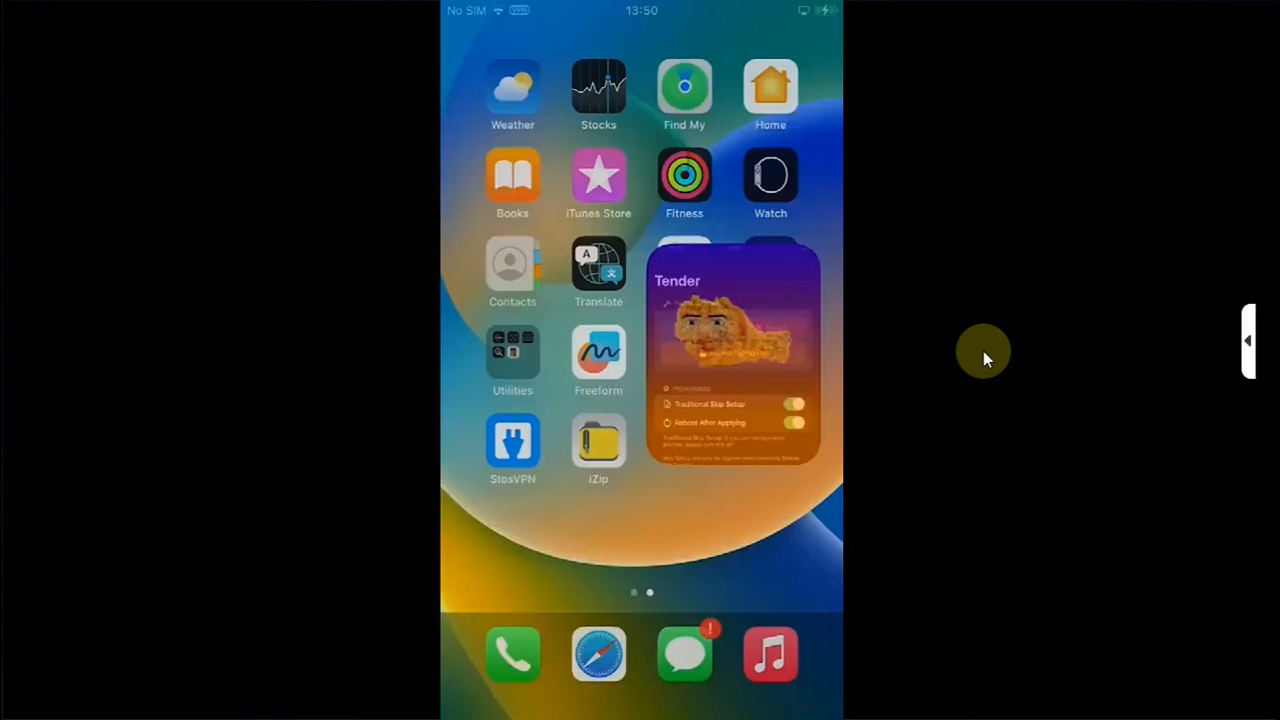 No SIM VPN 13:50
Weather Stocks Find My Home
Books iTunes Store Fitness Watch
Contacts Translate
Tender
Utilities Freeform
Traditional Skip Setup
Reboot After Applying
StosVPN iZip
!